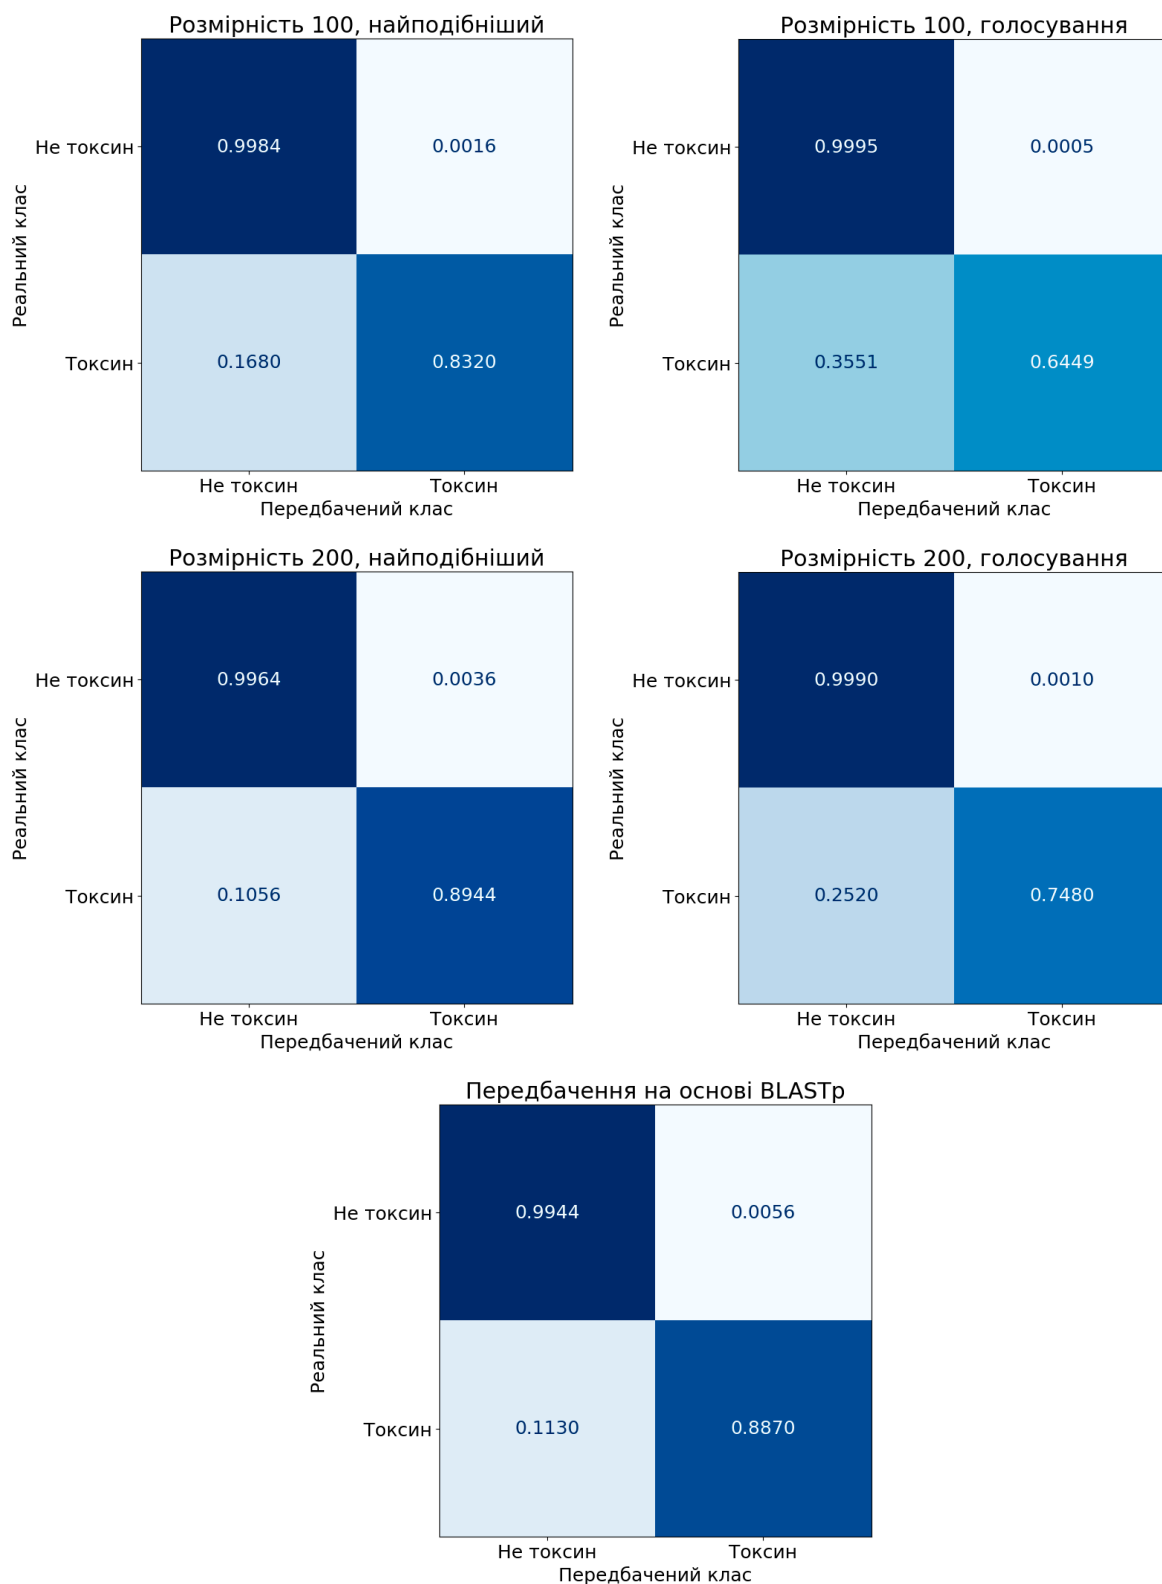 Розмірність 100, найподібніший
Реальний клас
Не токсин
0.9984
0.0016
Токсин
0.1680
0.8320
Не токсин
Токсин
Передбачений клас
Розмірність 100, голосування
Реальний клас
Не токсин
0.9995
0.0005
Токсин
0.3551
0.6449
Не токсин
Токсин
Передбачений клас
Розмірність 200, найподібніший
Реальний клас
Не токсин
0.9964
0.0036
Токсин
0.1056
0.8944
Не токсин
Токсин
Передбачений клас
Розмірність 200, голосування
Реальний клас
Не токсин
0.9990
0.0010
Токсин
0.2520
0.7480
Не токсин
Токсин
Передбачений клас
Передбачення на основі BLASTp
Реальний клас
Не токсин
0.9944
0.0056
Токсин
0.1130
0.8870
Не токсин
Токсин
Передбачений клас